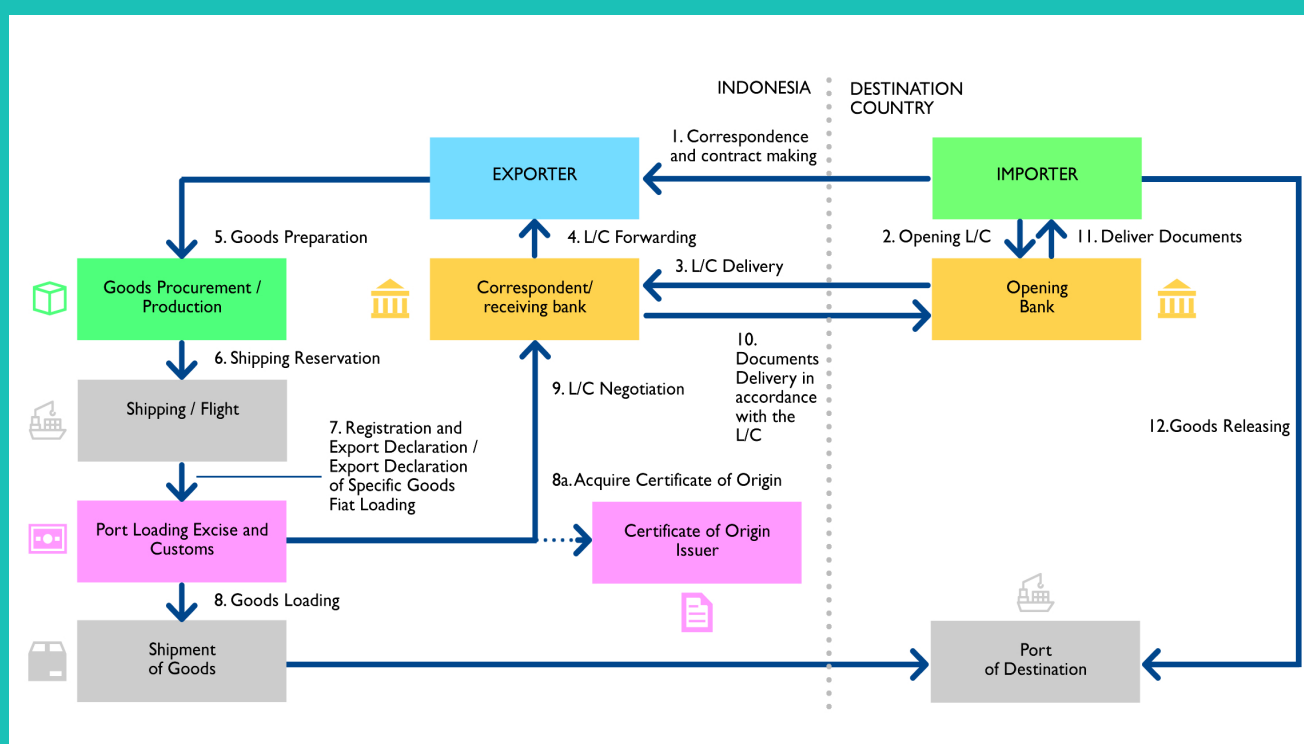 INDONESIA
DESTINATION
COUNTRY
1. Correspondence
and contract making
EXPORTER
IMPORTER
5. Goods Preparation
4. L/C Forwarding
2. Opening L/C
11. Deliver Documents
3. L/C Delivery
Goods Procurement /
Production
Correspondent/
receiving bank
Opening
Bank
6. Shipping Reservation
10.
Documents
Delivery in
accordance
with the
L/C
9. L/C Negotiation
Shipping / Flight
7. Registration and
Export Declaration /
Export Declaration
of Specific Goods
Fiat Loading
12.Goods Releasing
8a. Acquire Certificate of Origin
Port Loading Excise and
Customs
Certificate of Origin
Issuer
8. Goods Loading
Shipment
of Goods
Port
of Destination